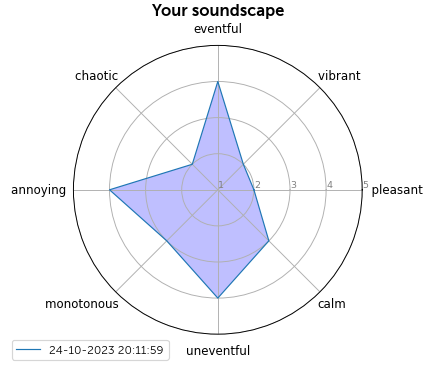 Your soundscape
eventful
chaotic
vibrant
annoying
1
2
3
4
5
pleasant
monotonous
calm
24-10-2023 20:11:59
uneventful